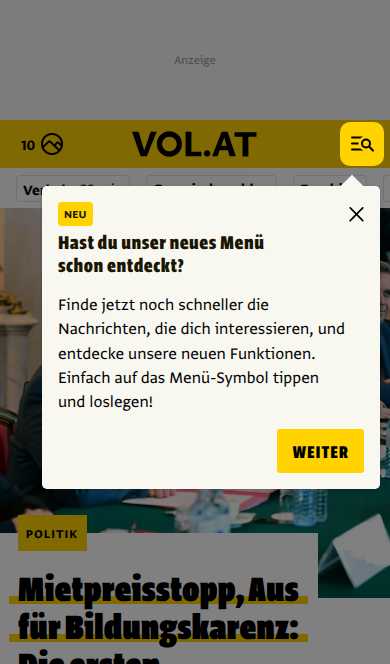 Anzeige
10
VOL.AT
NEU
Hast du unser neues Menü
schon entdeckt?
Finde jetzt noch schneller die
Nachrichten, die dich interessieren, und
entdecke unsere neuen Funktionen.
Einfach auf das Menü-Symbol tippen
und loslegen!
WEITER
POLITIK
Mietpreisstopp, Aus
für Bildungskarenz:
Die ersten